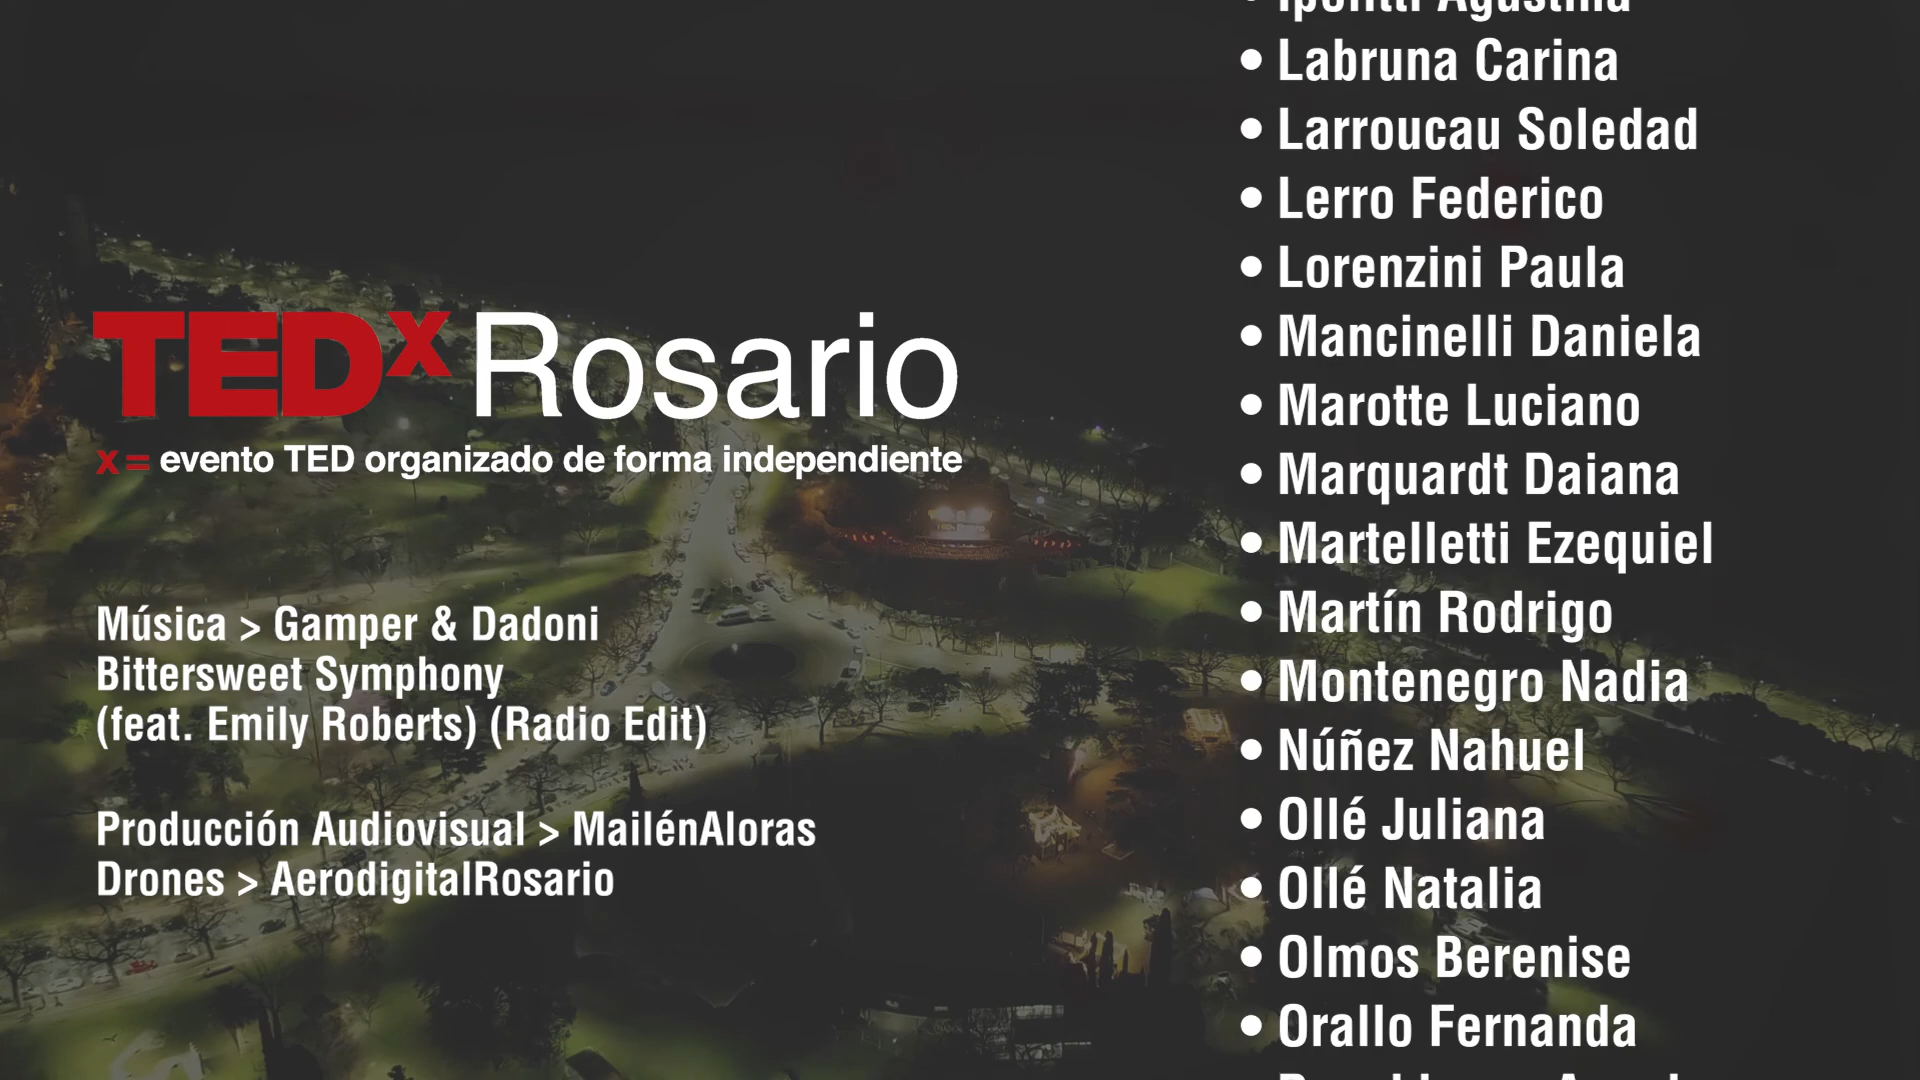 TEDx Rosario
x = evento TED organizado de forma independiente
Música > Gamper & Dadoni
Bittersweet Symphony
(feat. Emily Roberts) (Radio Edit)
Producción Audiovisual > MailénAloras
Drones > AerodigitalRosario
• Labruna Carina
• Larroucau Soledad
• Lerro Federico
• Lorenzini Paula
• Mancinelli Daniela
• Marotte Luciano
• Marquardt Daiana
• Martelletti Ezequiel
• Martín Rodrigo
• Montenegro Nadia
• Núñez Nahuel
• Ollé Juliana
• Ollé Natalia
• Olmos Berenise
• Orallo Fernanda